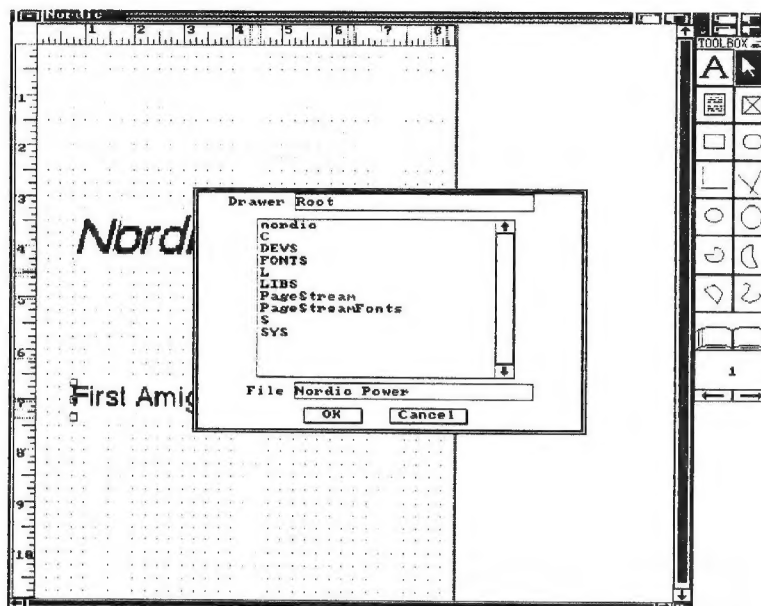 Nordic
1 2 3 4 5 6 7 8
TOOLBOX
A
1
2
3
Drawer Root
nordic
C
DEVS
FONTS
L
LIBS
PageStream
PageStreamFonts
S
SYS
4
Nordi
5
6
1
File Nordic Power
7
First Amig
OK Cancel
8
9
10